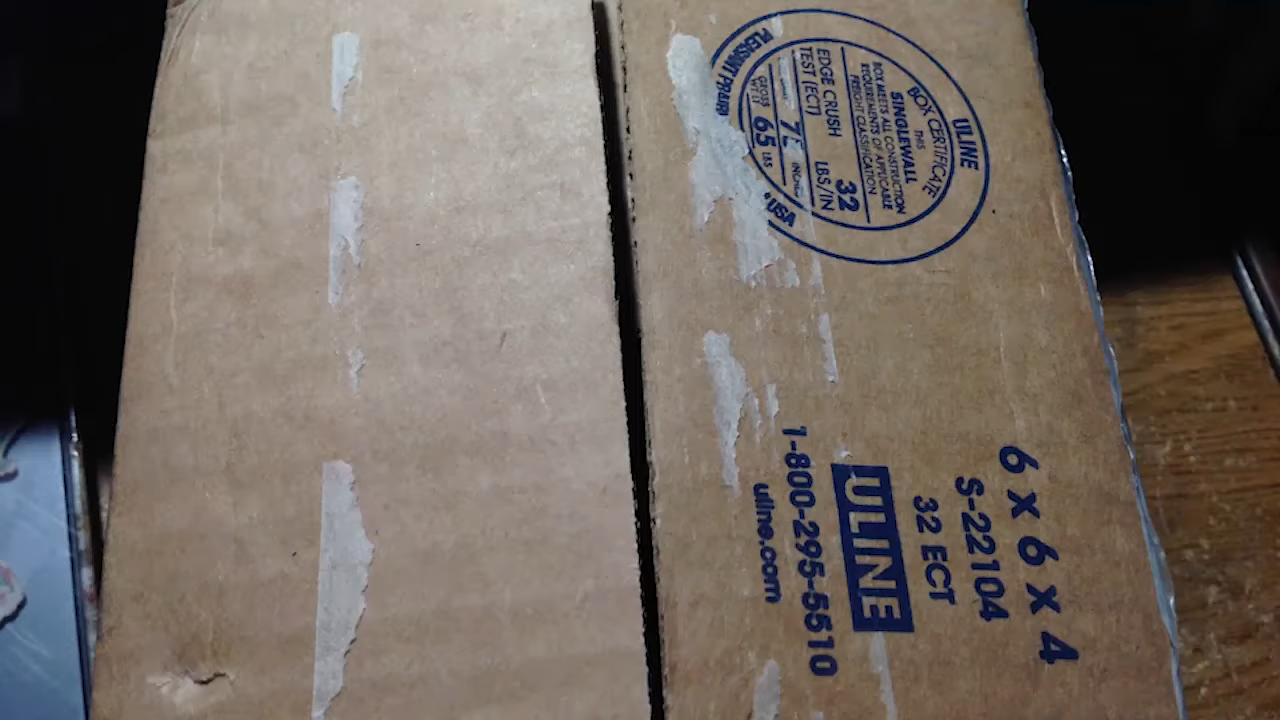 ULINE
BOX CERTIFICATE
THIS
SINGLEWALL
BOX MEETS ALL CONSTRUCTION
REQUIREMENTS OF APPLICABLE
FREIGHT CLASSIFICATION
EDGE CRUSH
TEST (ECT)
32
LBS/IN
INCHES
GROSS
WT LT
65 LBS
PLEASANT
USA
6 x 6 x 4
S-22104
32 ECT
ULINE
1-800-295-5510
uline.com